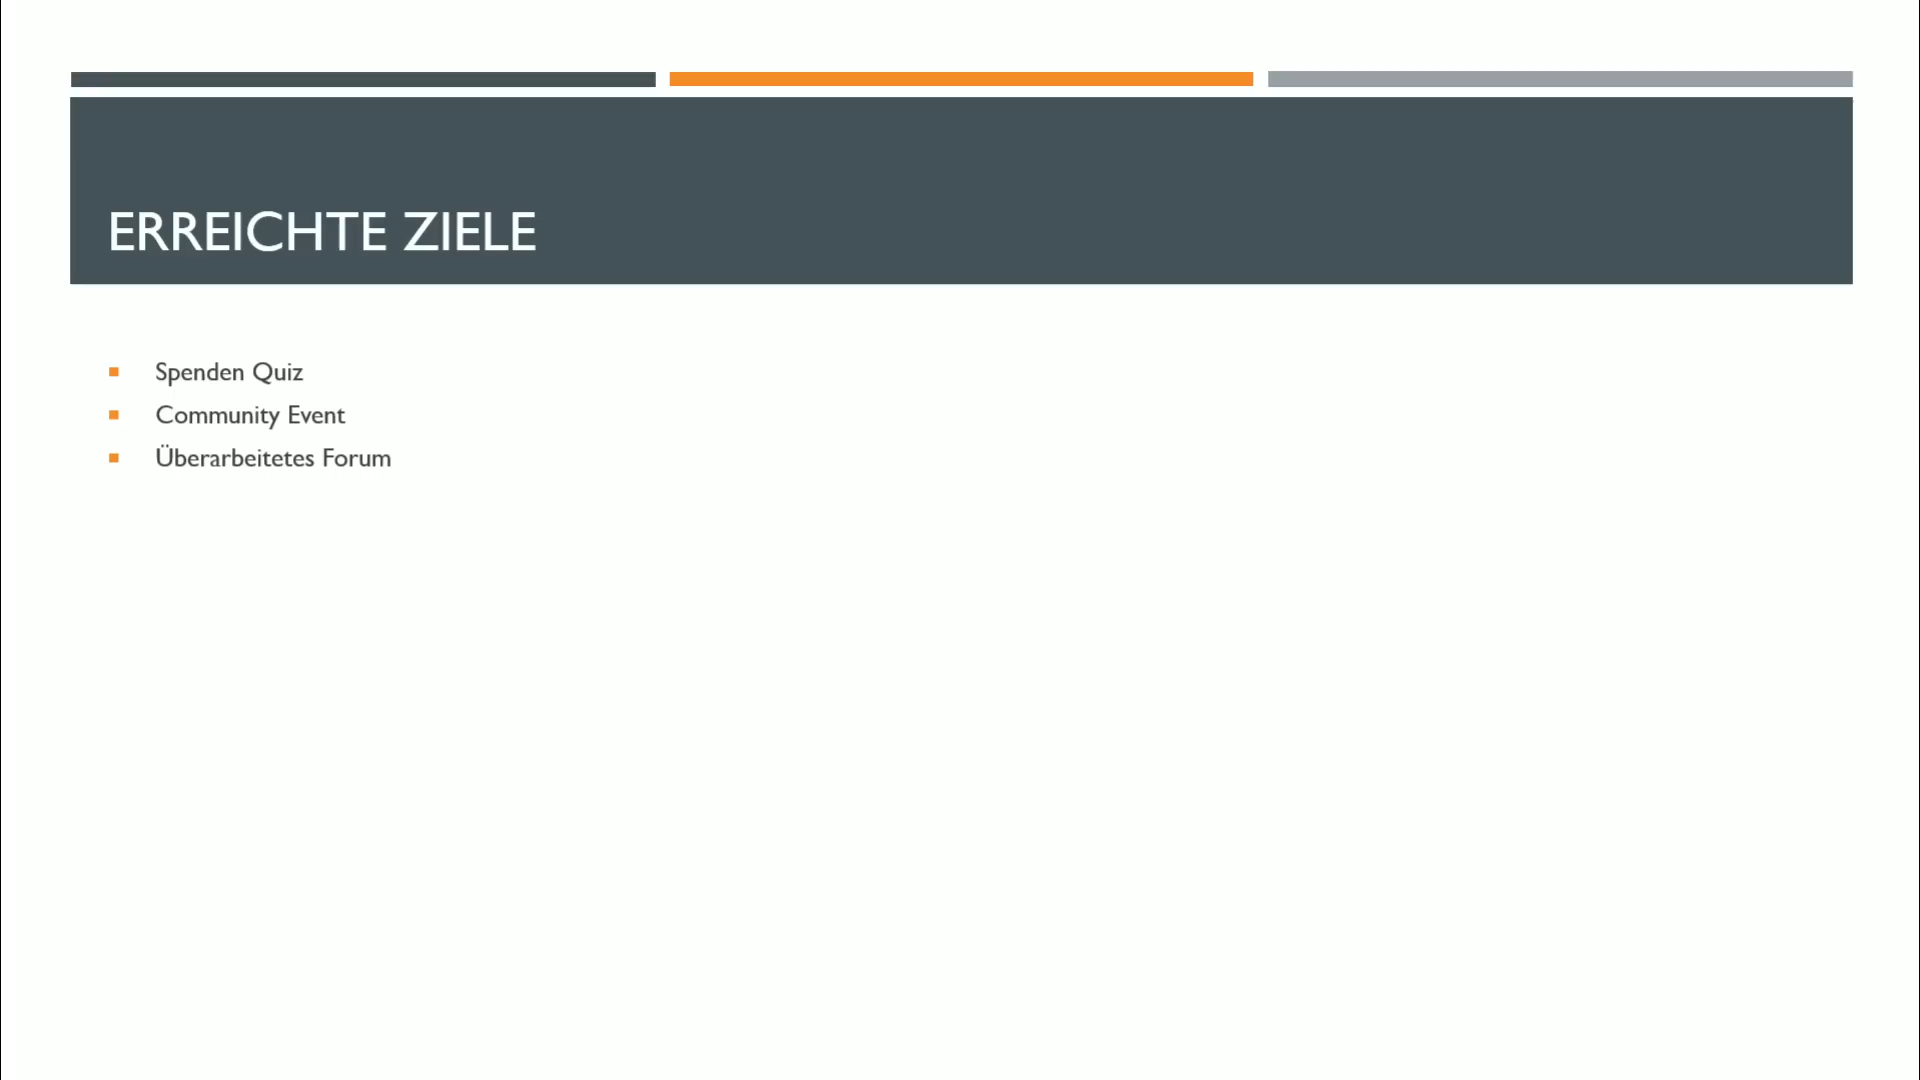 ERREICHTE ZIELE
Spenden Quiz
Community Event
Überarbeitetes Forum